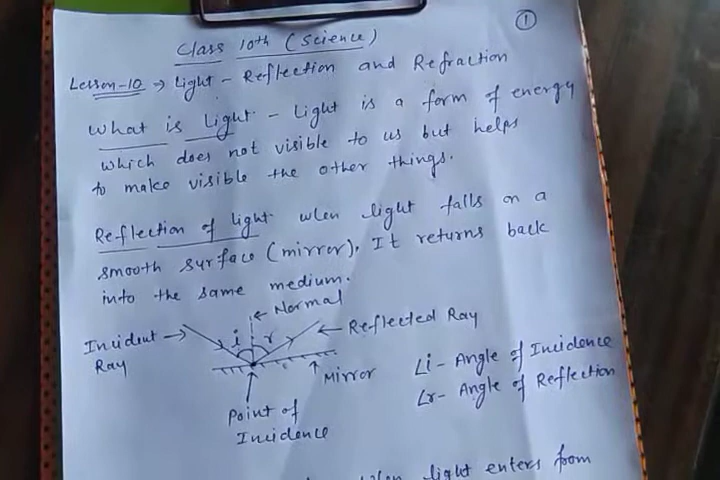 1
Class 10th (Science)
Lesson-10 → Light - Reflection and Refraction
What is Light - Light is a form of energy
which does not visible to us but helps
to make visible the other things.
Reflection of light. When light falls on a
smooth surface (mirror). It returns back
into the same medium.
← Normal
Incident → i r ← Reflected Ray
Ray
Mirror
∠i - Angle of Incidence
∠r - Angle of Reflection
Point of
Incidence
When light enters from